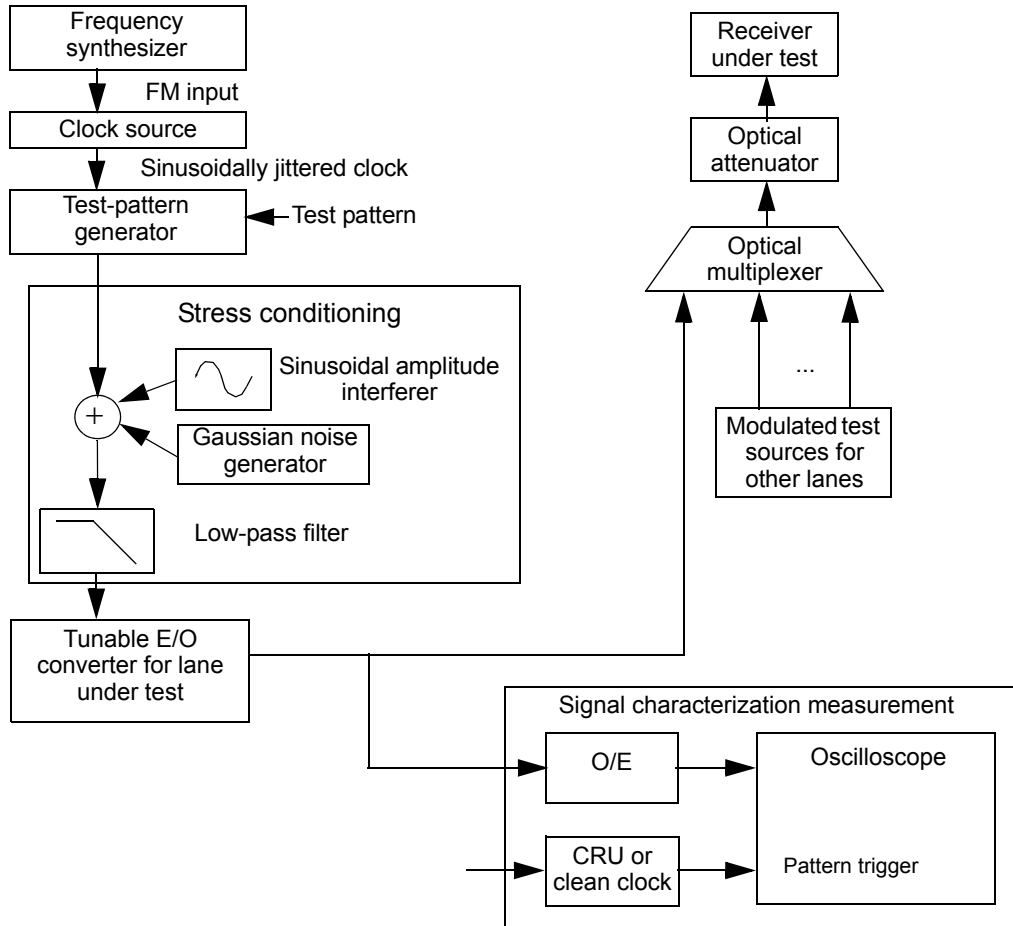 Frequency
synthesizer
FM input
Clock source
Sinusoidally jittered clock
Test-pattern
generator
Test pattern
Stress conditioning
Sinusoidal amplitude
interferer
+
Gaussian noise
generator
Low-pass filter
Tunable E/O
converter for lane
under test
Receiver
under test
Optical
attenuator
Optical
multiplexer
...
Modulated test
sources for
other lanes
Signal characterization measurement
O/E
Oscilloscope
CRU or
clean clock
Pattern trigger